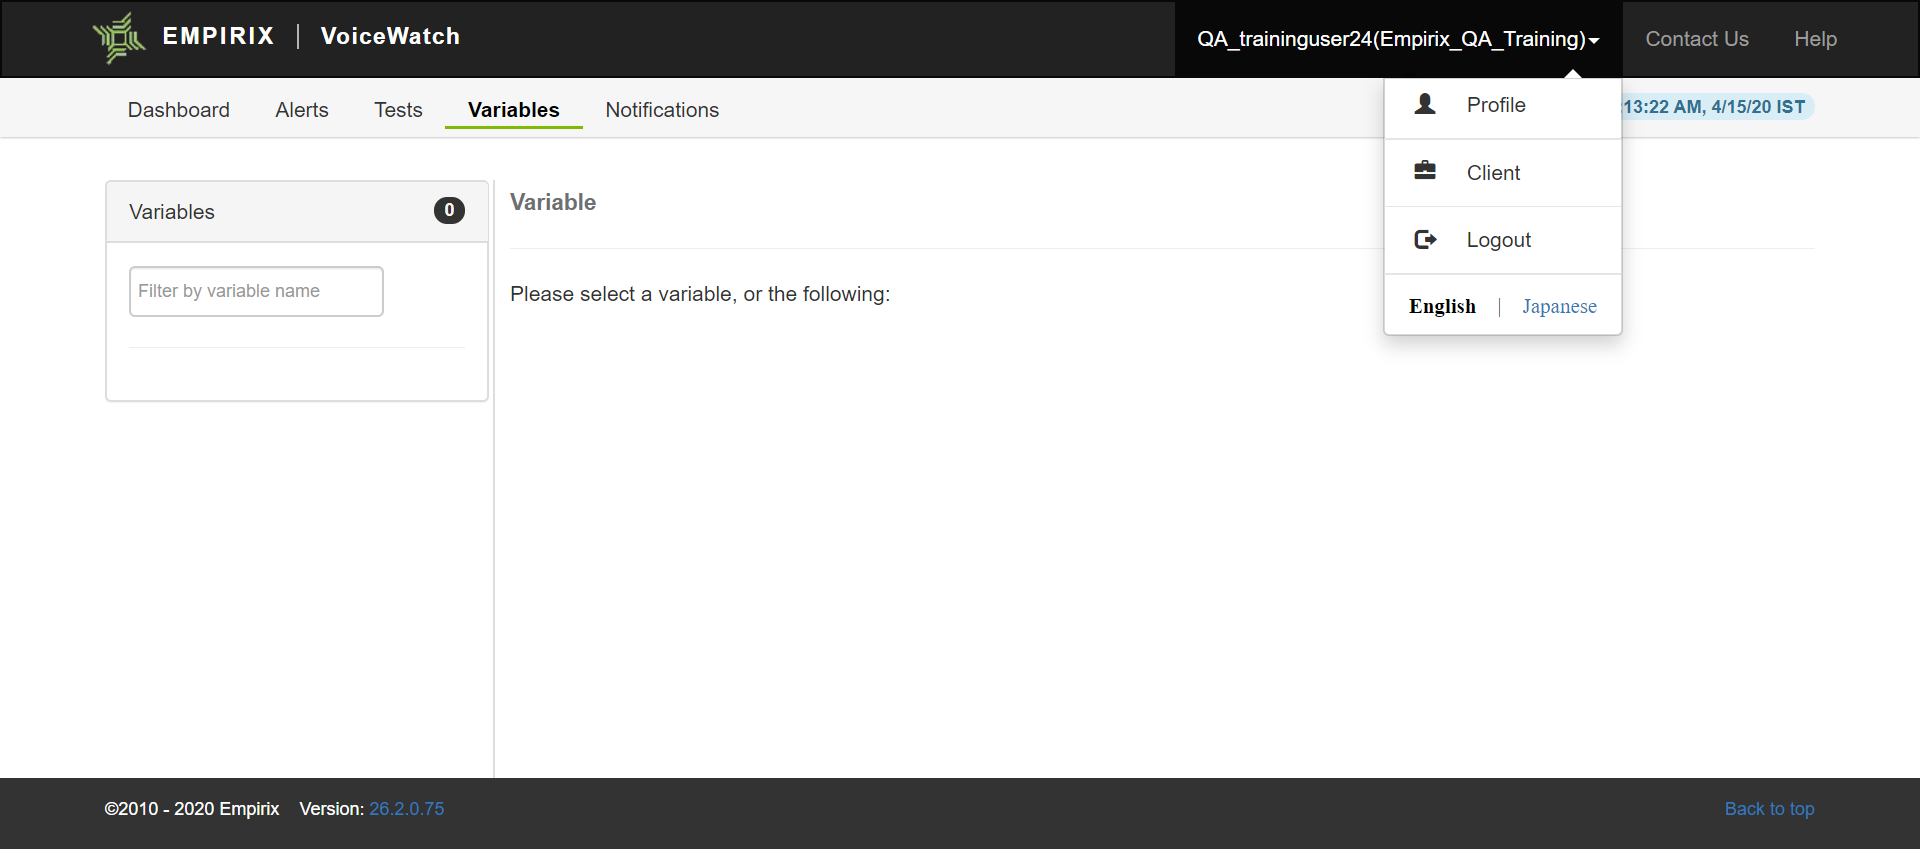 EMPIRIX | VoiceWatch
QA_traininguser24(Empirix_QA_Training)
Contact Us
Help
Dashboard
Alerts
Tests
Variables
Notifications
:13:22 AM, 4/15/20 IST
Profile
Client
Logout
English | Japanese
Variables
0
Filter by variable name
Variable
Please select a variable, or the following:
©2010 - 2020 Empirix Version: 26.2.0.75
Back to top